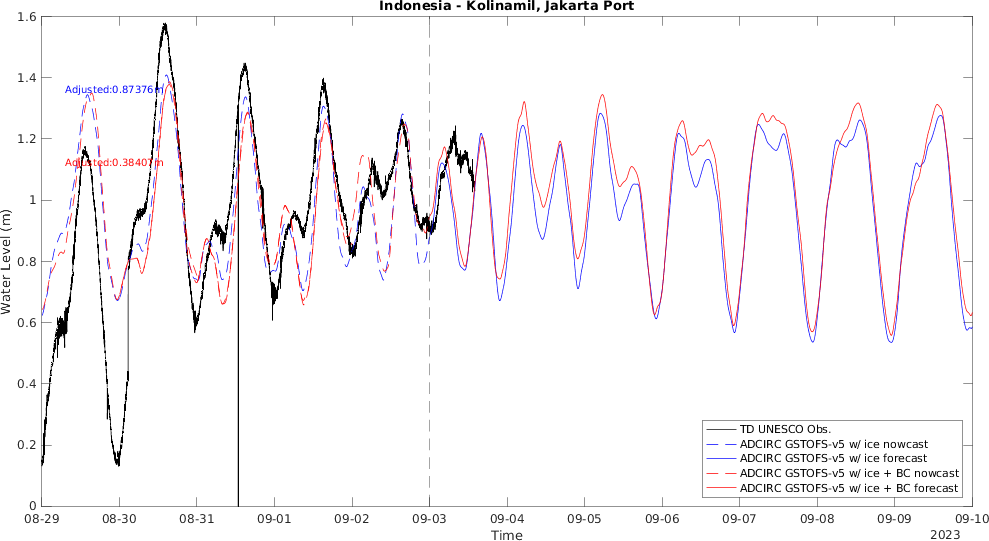 Indonesia - Kolinamil, Jakarta Port
Water Level (m)
1.6
1.4
1.2
1
0.8
0.6
0.4
0.2
0
Adjusted:0.87376m
Adjusted:0.38407m
TD UNESCO Obs.
ADCIRC GSTOFS-v5 w/ ice nowcast
ADCIRC GSTOFS-v5 w/ ice forecast
ADCIRC GSTOFS-v5 w/ ice + BC nowcast
ADCIRC GSTOFS-v5 w/ ice + BC forecast
08-29 08-30 08-31 09-01 09-02 09-03 09-04 09-05 09-06 09-07 09-08 09-09 09-10
Time
2023